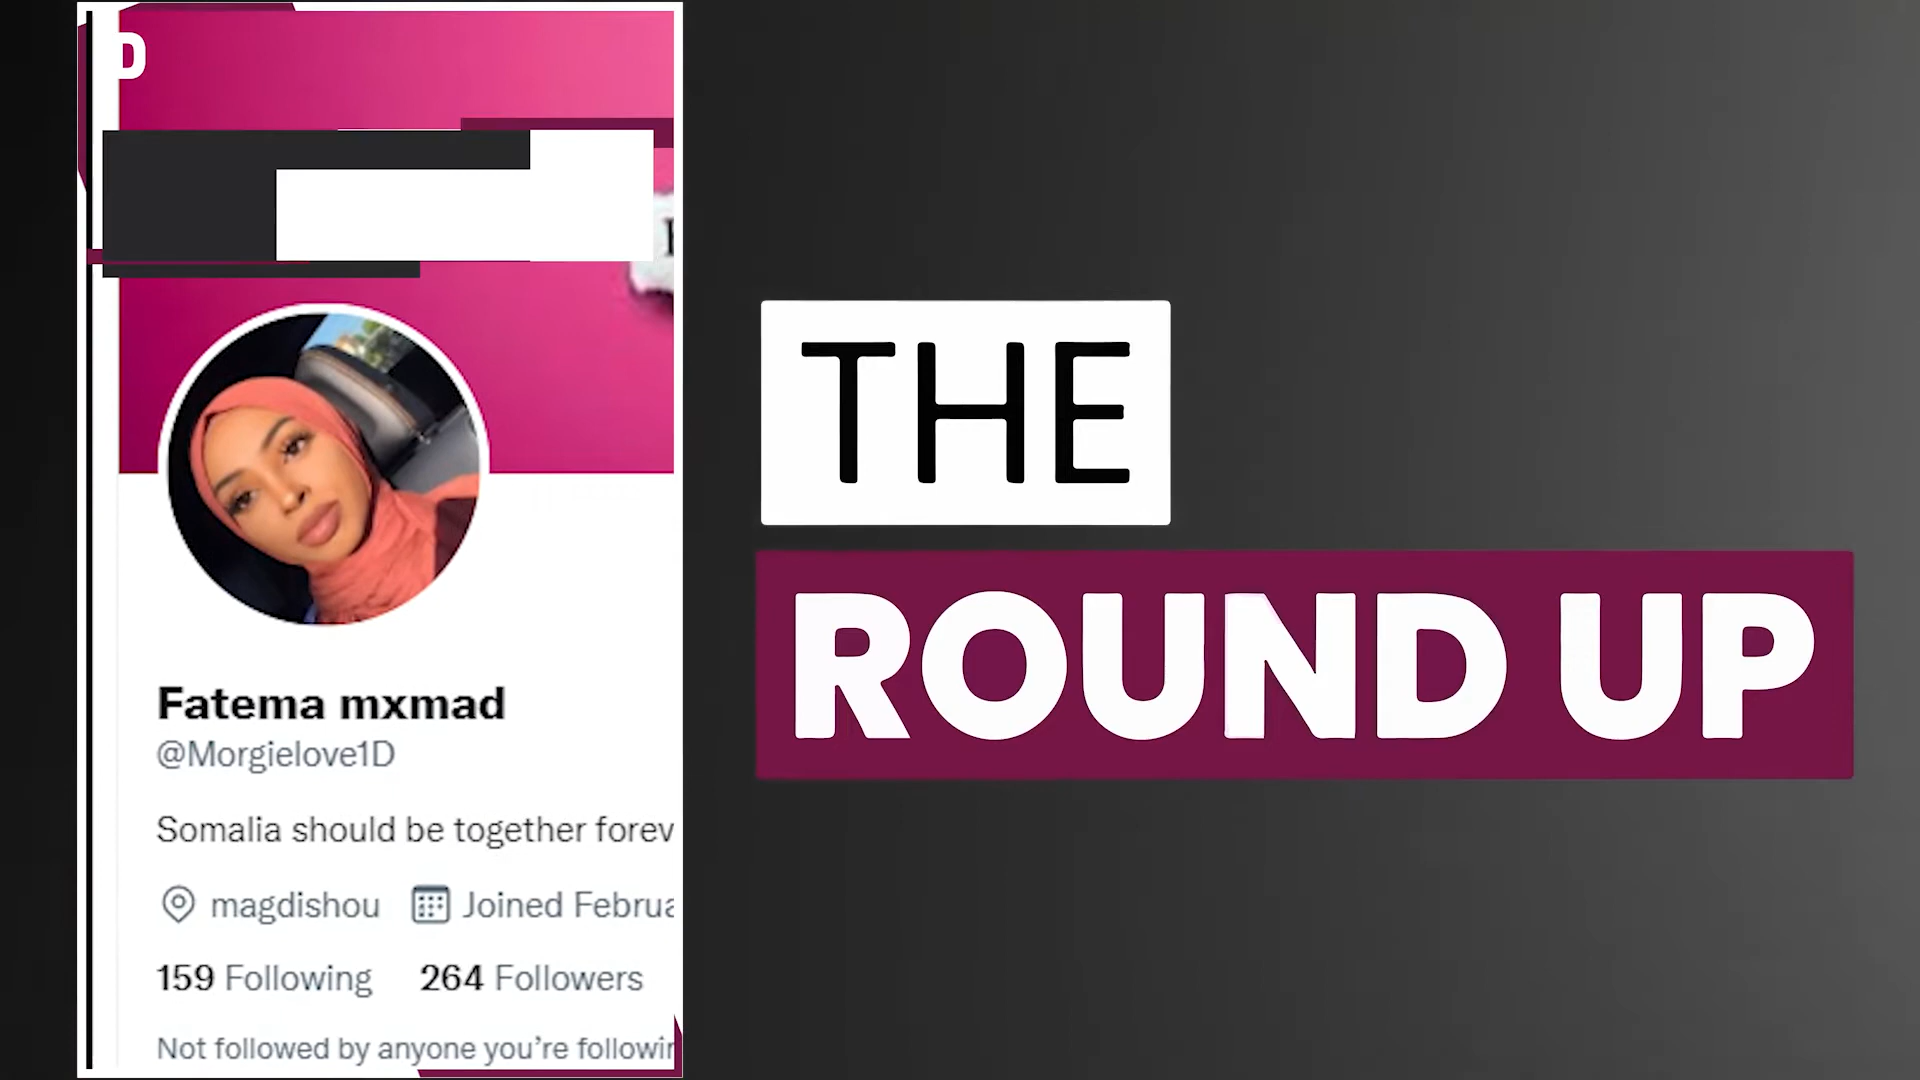 D
Fatema mxmad
@Morgielove1D
Somalia should be together forev
magdishou Joined Februa
159 Following 264 Followers
Not followed by anyone you're followin
THE
ROUND UP